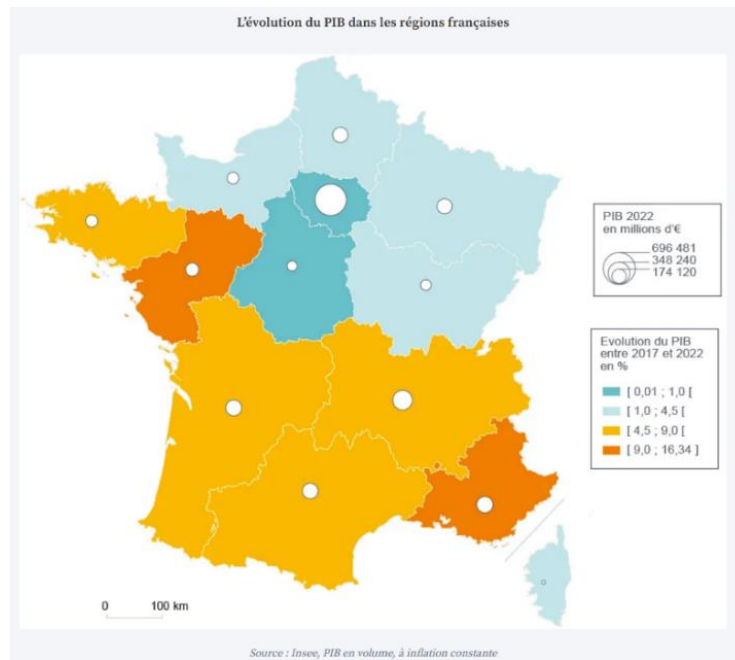 L'évolution du PIB dans les régions françaises
PIB 2022
en millions d'€
696 481
348 240
174 120
Evolution du PIB
entre 2017 et 2022
en %
[ 0,01 ; 1,0 [
[ 1,0 ; 4,5 [
[ 4,5 ; 9,0 [
[ 9,0 ; 16,34 ]
0 100 km
Source : Insee, PIB en volume, à inflation constante